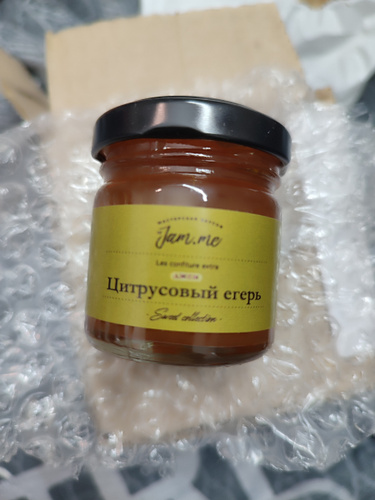 Jam.me
Les confiture extra
Цитрусовый егерь
Sweet collection